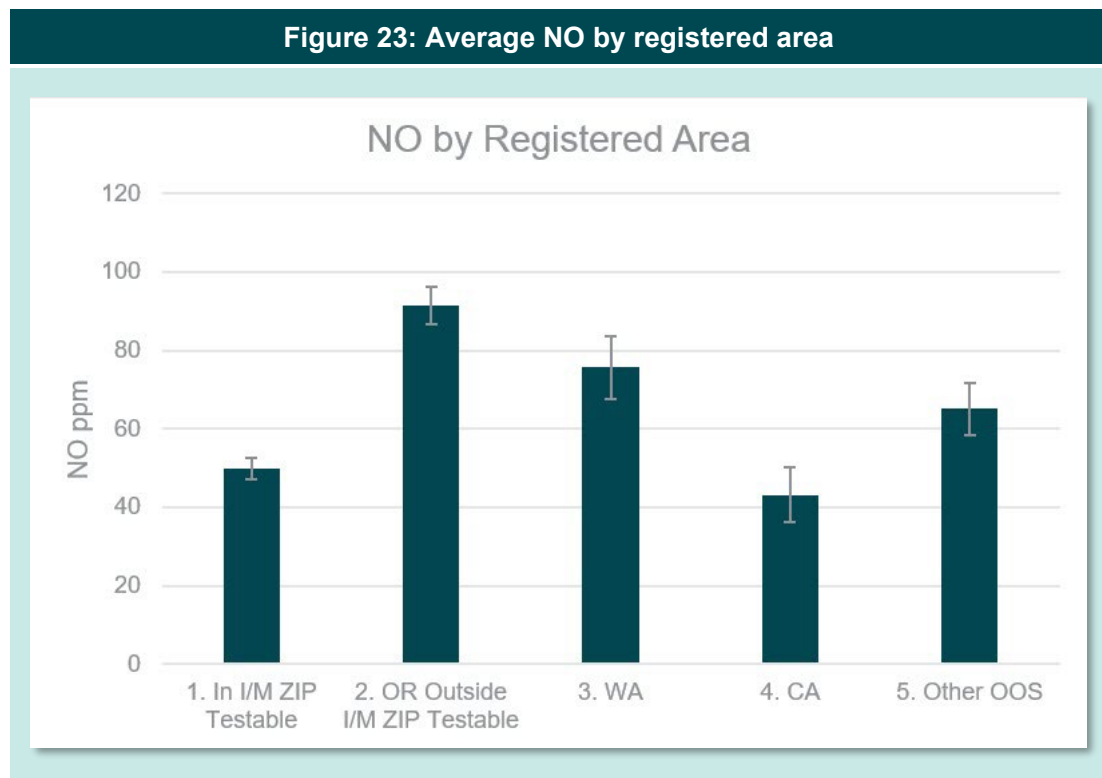 Figure 23: Average NO by registered area
NO by Registered Area
120
100
80
60
40
20
0
NO ppm
1. In I/M ZIP
Testable
2. OR Outside
I/M ZIP Testable
3. WA
4. CA
5. Other OOS